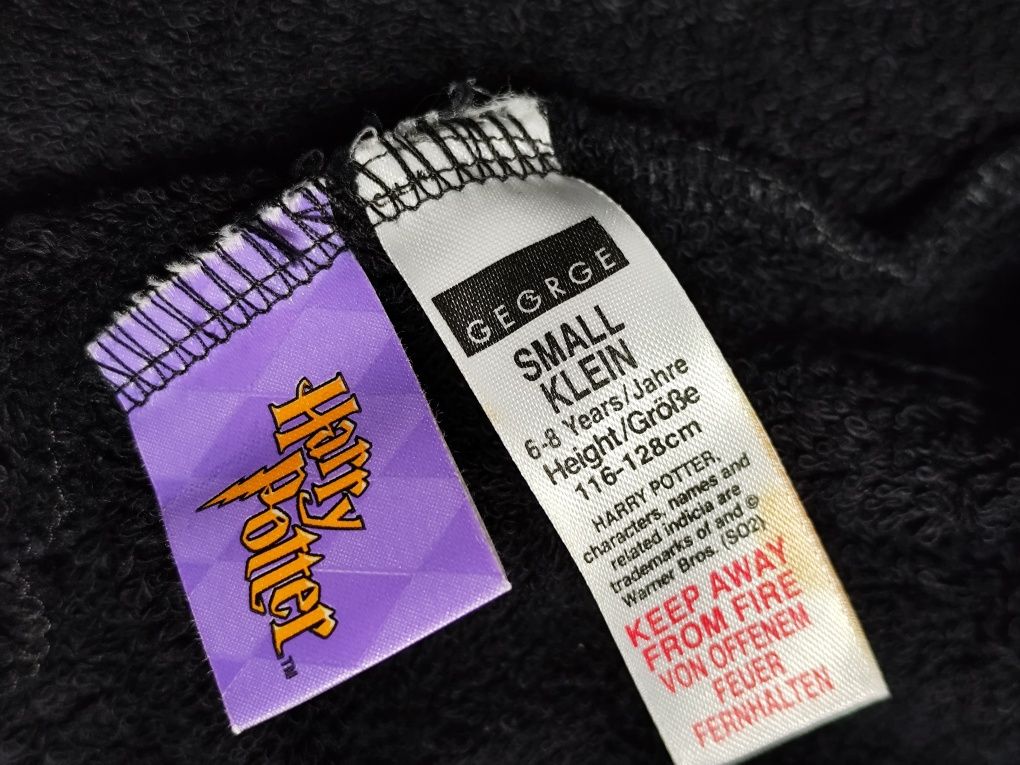 Harry
Potter
™
GEORGE
SMALL
KLEIN
6-8 Years/Jahre
Height/Größe
116-128cm
HARRY POTTER,
characters, names and
related indicia are
trademarks of and ©
Warner Bros. (SO2)
KEEP AWAY
FROM FIRE
VON OFFENEM
FEUER
FERNHALTEN